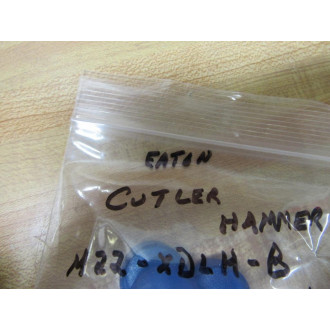 EATON
CUTLER
HAMMER
M22-XDLH-B